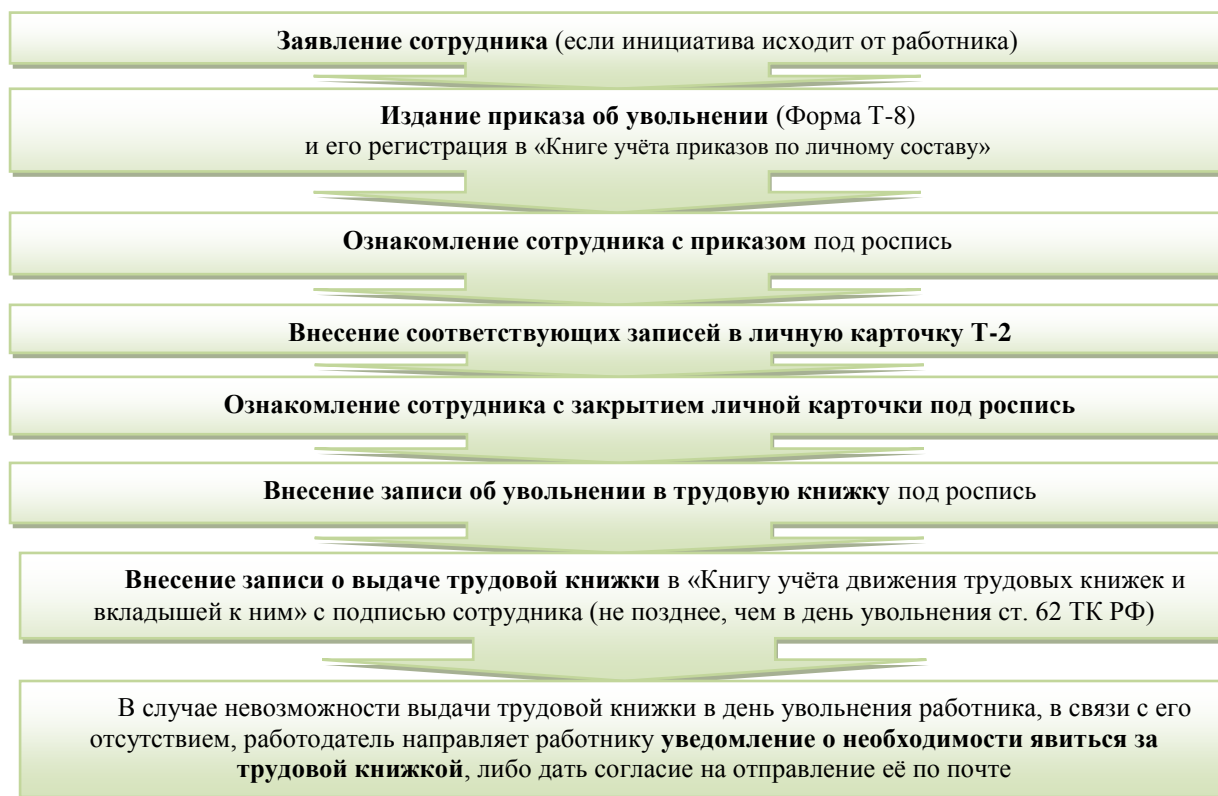 Заявление сотрудника (если инициатива исходит от работника)
Издание приказа об увольнении (Форма Т-8)
и его регистрация в «Книге учёта приказов по личному составу»
Ознакомление сотрудника с приказом под роспись
Внесение соответствующих записей в личную карточку Т-2
Ознакомление сотрудника с закрытием личной карточки под роспись
Внесение записи об увольнении в трудовую книжку под роспись
Внесение записи о выдаче трудовой книжки в «Книгу учёта движения трудовых книжек и
вкладышей к ним» с подписью сотрудника (не позднее, чем в день увольнения ст. 62 ТК РФ)
В случае невозможности выдачи трудовой книжки в день увольнения работника, в связи с его
отсутствием, работодатель направляет работнику уведомление о необходимости явиться за
трудовой книжкой, либо дать согласие на отправление её по почте